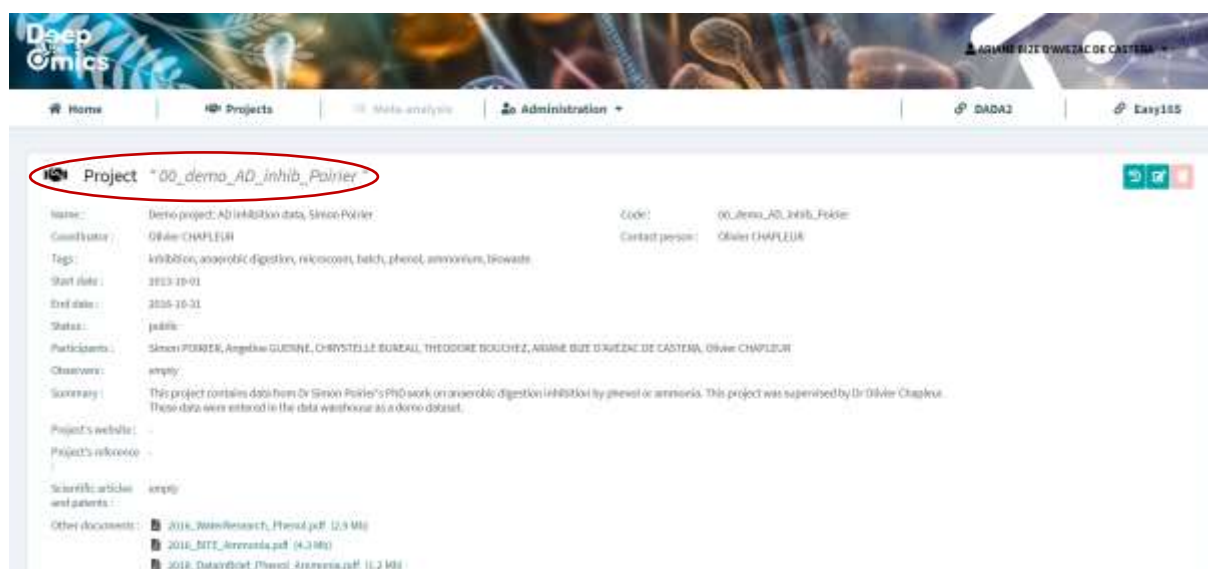 Deep
Omics
ARIANE BIZE D'AVEZAC DE CASTERA
Home Projects Meta-analysis Administration DADA2 Easy16S
Project " 00_demo_AD_inhib_Poirier "
Name : Demo project: AD inhibition data, Simon Poirier Code : 00_demo_AD_inhib_Poirier
Coordinator : Olivier CHAPLEUR Contact person : Olivier CHAPLEUR
Tags : inhibition, anaerobic digestion, microcosm, batch, phenol, ammonium, biowaste
Start date : 2013-10-01
End date : 2016-10-31
Status : public
Participants : Simon POIRIER, Angeline GUENNE, CHRYSTELLE BUREAU, THEODORE BOUCHEZ, ARIANE BIZE D'AVEZAC DE CASTERA, Olivier CHAPLEUR
Observers : empty
Summary : This project contains data from Dr Simon Poirier's PhD work on anaerobic digestion inhibition by phenol or ammonia. This project was supervised by Dr Olivier Chapleur.
These data were entered in the data warehouse as a demo dataset.
Project's website : -
Project's reference -
:
Scientific articles empty
and patents :
Other documents : 2016_WaterResearch_Phenol.pdf (2.9 Mb)
2016_BITE_Ammonia.pdf (4.3 Mb)
2018_DataInBrief_Phenol_Ammonia.pdf (1.2 Mb)